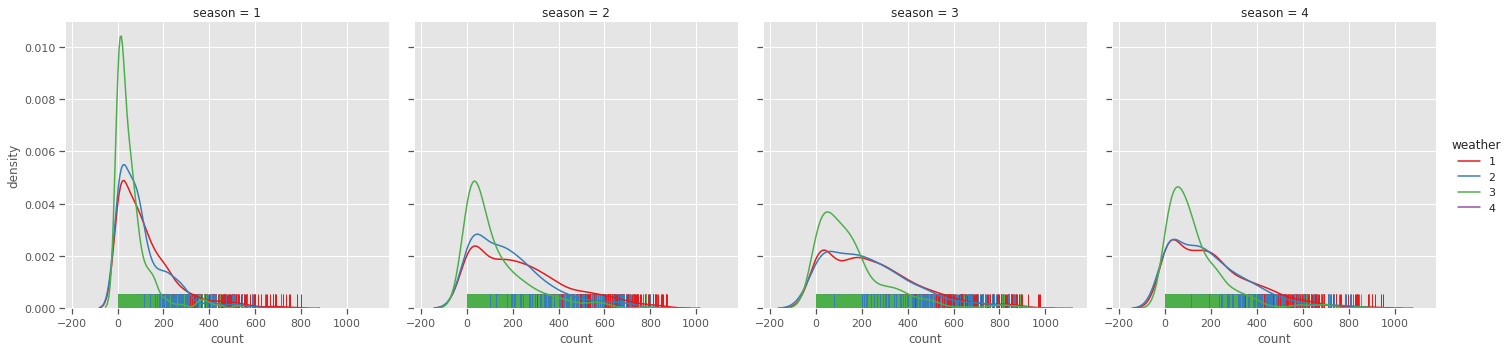 season = 1
season = 2
season = 3
season = 4
0.010
0.008
0.006
0.004
0.002
0.000
density
−200 0 200 400 600 800 1000
−200 0 200 400 600 800 1000
−200 0 200 400 600 800 1000
−200 0 200 400 600 800 1000
count
count
count
count
weather
1
2
3
4